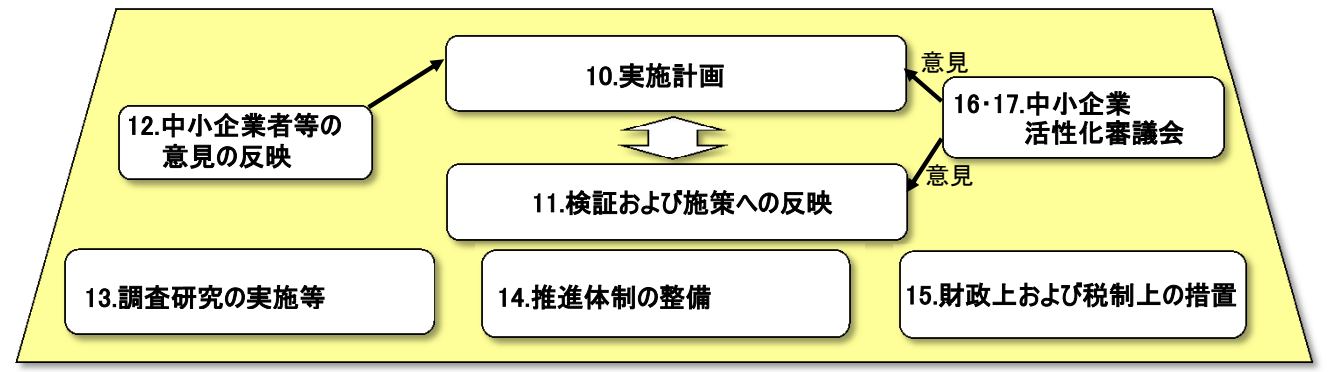 10.実施計画
意見
16・17.中小企業
活性化審議会
12.中小企業者等の
意見の反映
意見
11.検証および施策への反映
13.調査研究の実施等
14.推進体制の整備
15.財政上および税制上の措置